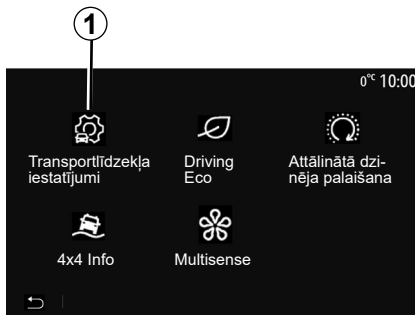 1
0°C 10:00
Transportlīdzekļa
iestatījumi
Driving
Eco
Attālinātā dzi-
nēja palaišana
4x4 Info
Multisense